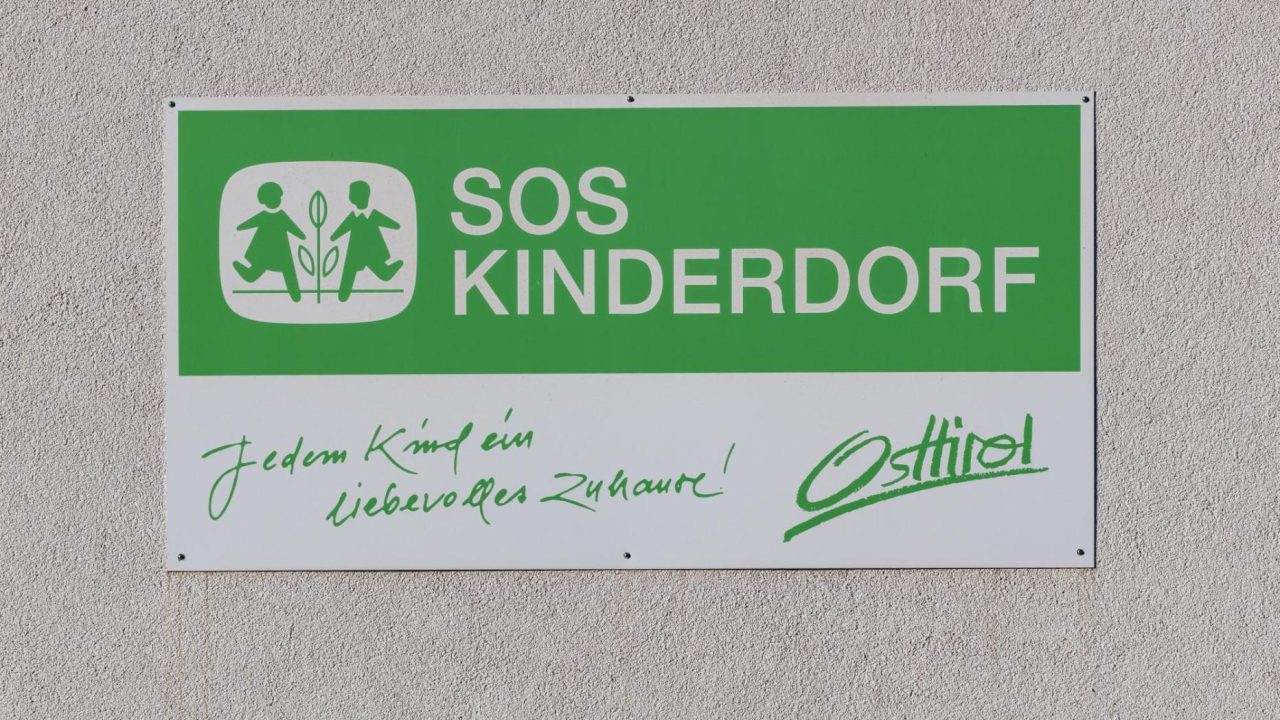 SOS
KINDERDORF
Jedem Kind ein
liebevolles Zuhause!
Osttirol